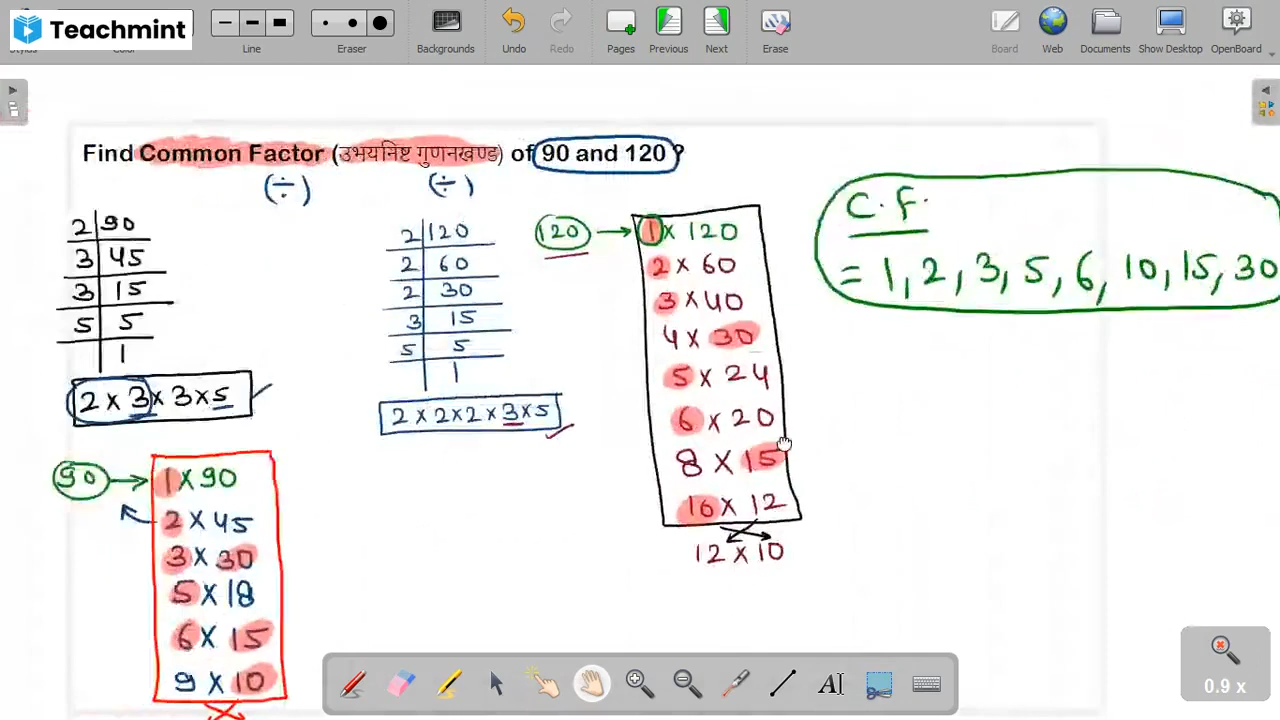 Teachmint
Line
Eraser
Backgrounds
Undo
Redo
Pages
Previous
Next
Erase
Board
Web
Documents
Show Desktop
OpenBoard
Find Common Factor (उभयनिष्ट गुणनखण्ड) of 90 and 120 ?
(÷) (÷)
2 90
3 45
3 15
5 5
1
2 × 3 × 3 × 5
2 120
2 60
2 30
3 15
5 5
1
2 × 2 × 2 × 3 × 5
120 → 1 × 120
2 × 60
3 × 40
4 × 30
5 × 24
6 × 20
8 × 15
10 × 12
12 × 10
C.F.
= 1, 2, 3, 5, 6, 10, 15, 30
90 → 1 × 90
2 × 45
3 × 30
5 × 18
6 × 15
9 × 10
0.9 x